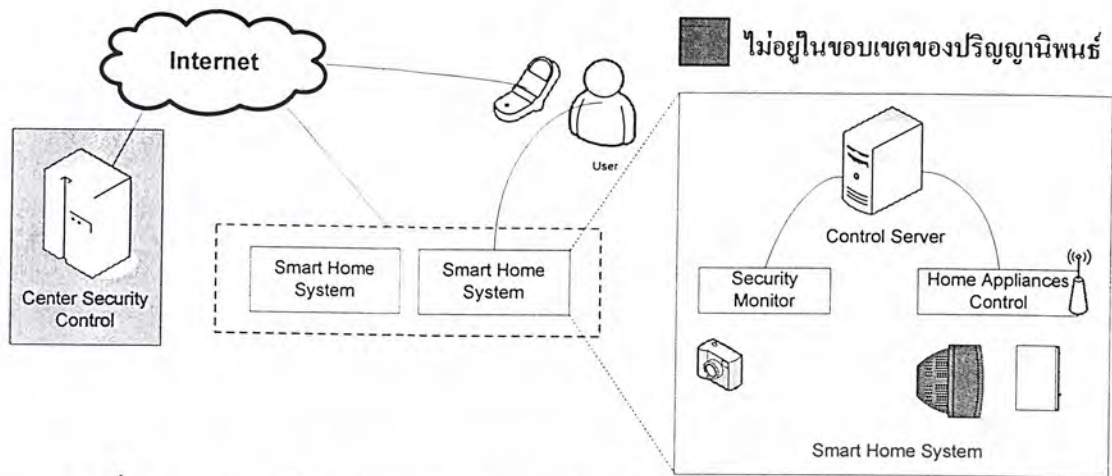 Internet
ไม่อยู่ในขอบเขตของปริญญานิพนธ์
User
Control Server
Center Security
Control
Smart Home
System
Smart Home
System
Security
Monitor
Home Appliances
Control
Smart Home System